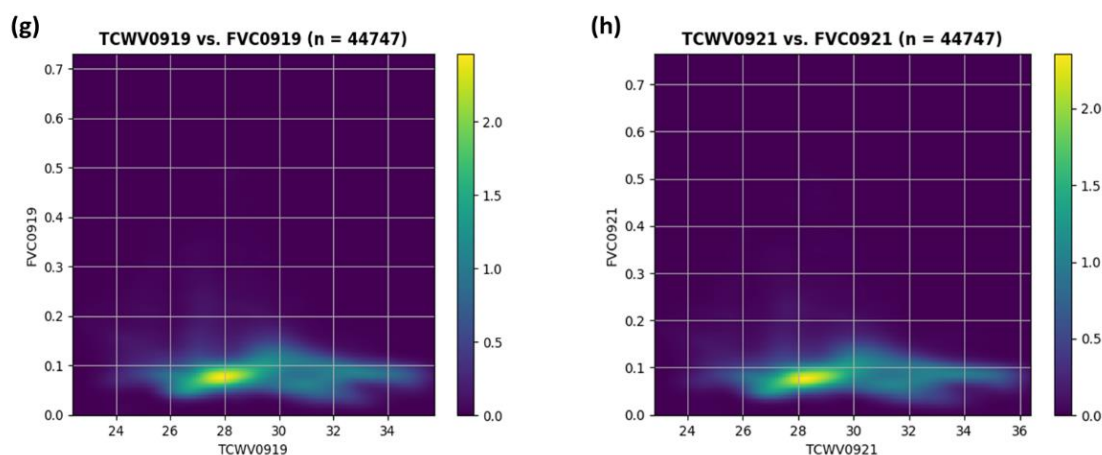 (g)
TCWV0919 vs. FVC0919 (n = 44747)
0.7
0.6
0.5
0.4
0.3
0.2
0.1
0.0
FVC0919
24 26 28 30 32 34
TCWV0919
2.0
1.5
1.0
0.5
0.0
(h)
TCWV0921 vs. FVC0921 (n = 44747)
0.7
0.6
0.5
0.4
0.3
0.2
0.1
0.0
FVC0921
24 26 28 30 32 34 36
TCWV0921
2.0
1.5
1.0
0.5
0.0